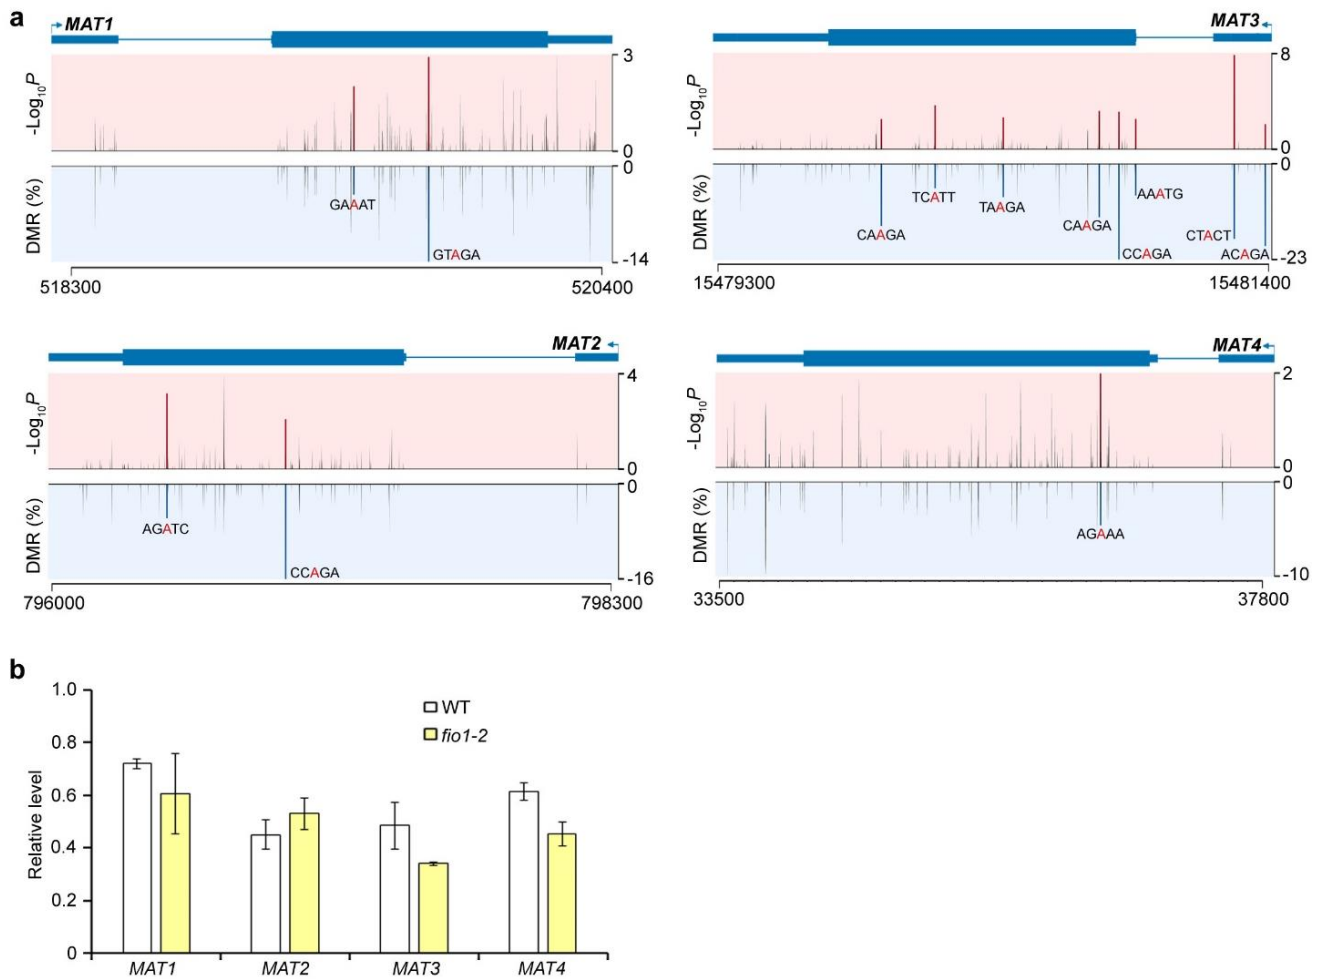 a
MAT1
-Log10P
3
0
DMR (%)
0
-14
GAAAT
GTAGA
518300
520400
MAT3
-Log10P
8
0
DMR (%)
0
-23
CAAGA
TCATT
TAAGA
CAAGA
CCAGA
AAATG
CTACT
ACAGA
15479300
15481400
MAT2
-Log10P
4
0
DMR (%)
0
-16
AGATC
CCAGA
796000
798300
MAT4
-Log10P
2
0
DMR (%)
0
-10
AGAAA
33500
37800
b
Relative level
1.0
0.8
0.6
0.4
0.2
0
WT
fio1-2
MAT1
MAT2
MAT3
MAT4